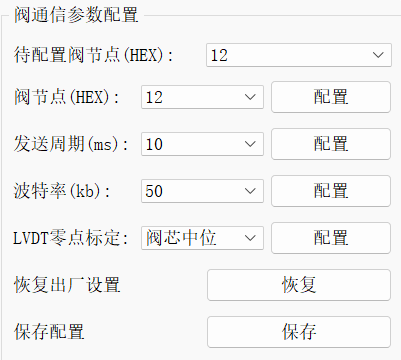 阀通信参数配置
待配置阀节点(HEX): 12
阀节点(HEX): 12 配置
发送周期(ms): 10 配置
波特率(kb): 50 配置
LVDT零点标定: 阀芯中位 配置
恢复出厂设置 恢复
保存配置 保存